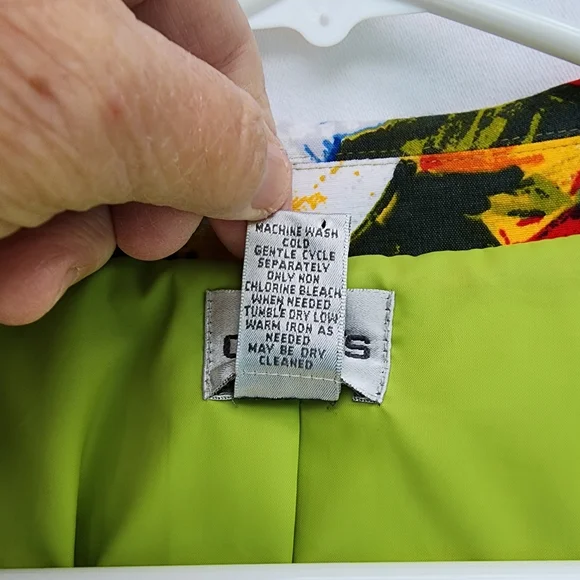 MACHINE WASH
COLD
GENTLE CYCLE
SEPARATELY
ONLY NON
CHLORINE BLEACH
WHEN NEEDED
TUMBLE DRY LOW
WARM IRON AS
NEEDED
MAY BE DRY
CLEANED